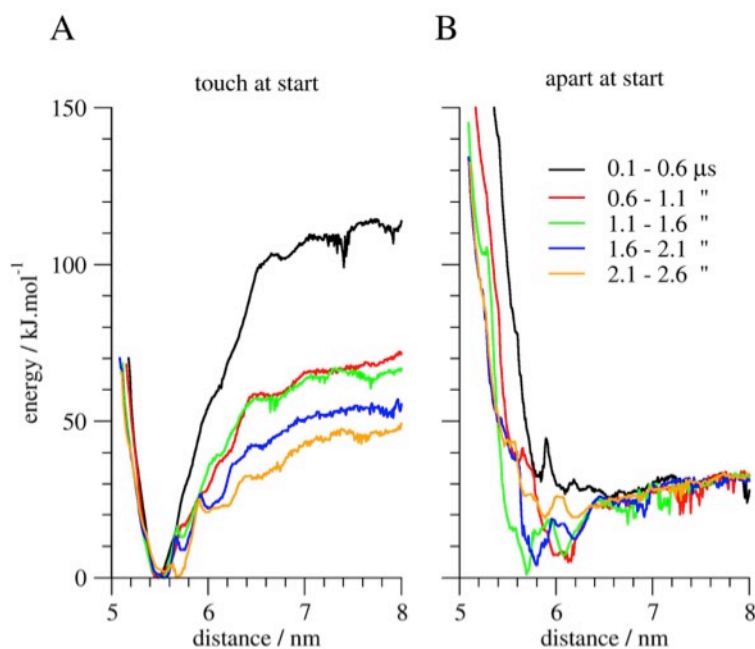 A
B
touch at start
apart at start
150
100
50
0
energy / kJ.mol⁻¹
5
6
7
8
distance / nm
0.1 - 0.6 μs
0.6 - 1.1 "
1.1 - 1.6 "
1.6 - 2.1 "
2.1 - 2.6 "
5
6
7
8
distance / nm